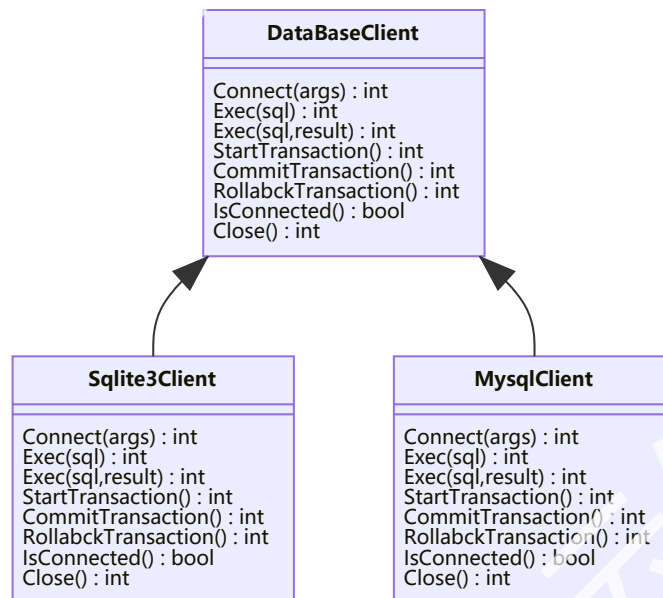 DataBaseClient
Connect(args) : int
Exec(sql) : int
Exec(sql,result) : int
StartTransaction() : int
CommitTransaction() : int
RollabckTransaction() : int
IsConnected() : bool
Close() : int
Sqlite3Client
Connect(args) : int
Exec(sql) : int
Exec(sql,result) : int
StartTransaction() : int
CommitTransaction() : int
RollabckTransaction() : int
IsConnected() : bool
Close() : int
MysqlClient
Connect(args) : int
Exec(sql) : int
Exec(sql,result) : int
StartTransaction() : int
CommitTransaction() : int
RollabckTransaction() : int
IsConnected() : bool
Close() : int